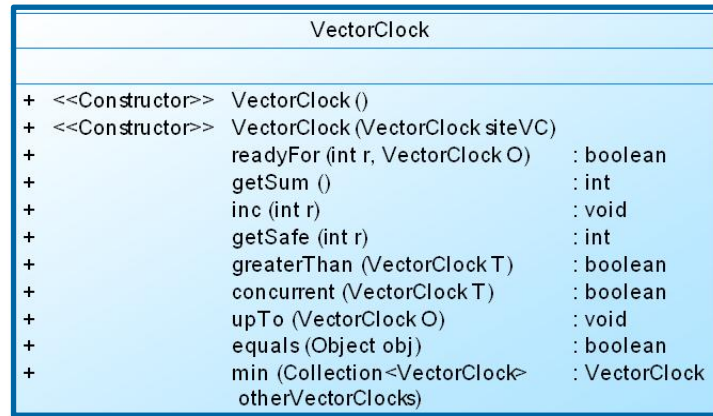 VectorClock
+ <<Constructor>> VectorClock ()
+ <<Constructor>> VectorClock (VectorClock siteVC)
+ readyFor (int r, VectorClock O) : boolean
+ getSum () : int
+ inc (int r) : void
+ getSafe (int r) : int
+ greaterThan (VectorClock T) : boolean
+ concurrent (VectorClock T) : boolean
+ upTo (VectorClock O) : void
+ equals (Object obj) : boolean
+ min (Collection<VectorClock> : VectorClock
otherVectorClocks)